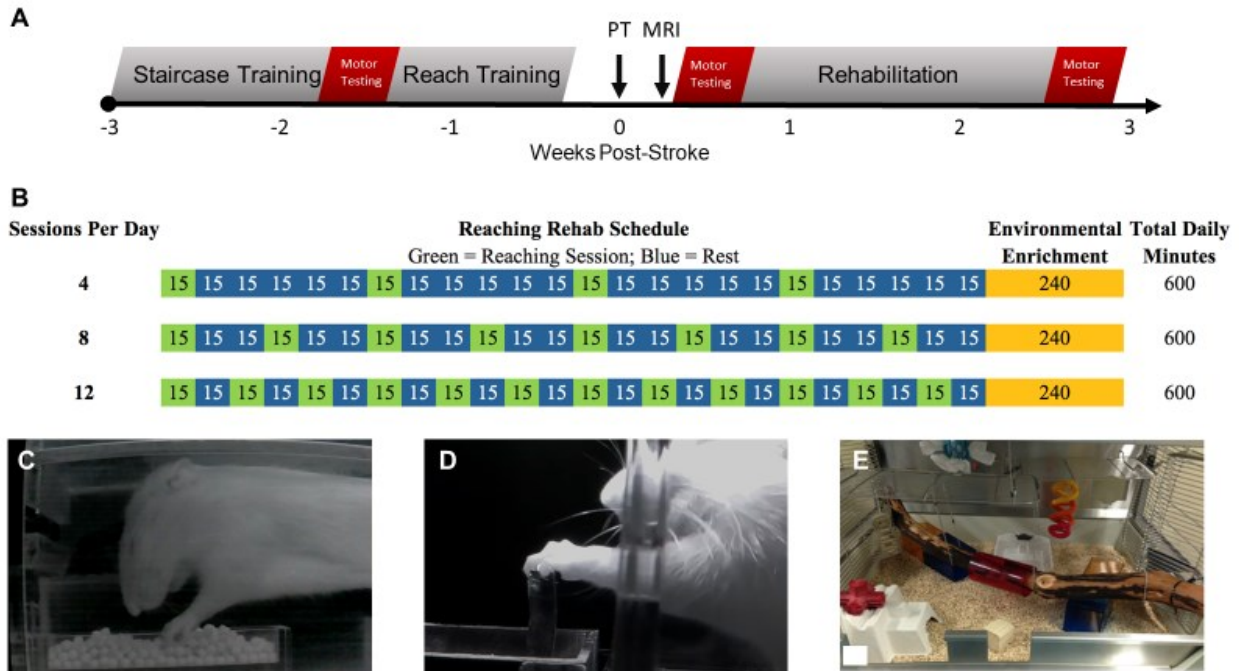 A
PT MRI
Staircase Training Motor Testing Reach Training Motor Testing Rehabilitation Motor Testing
-3 -2 -1 0 1 2 3
Weeks Post-Stroke
B
Sessions Per Day Reaching Rehab Schedule Environmental Enrichment Total Daily Minutes
Green = Reaching Session; Blue = Rest
4 15 15 15 15 15 15 15 15 15 15 15 15 15 15 15 15 15 15 15 15 15 15 15 15 240 600
8 15 15 15 15 15 15 15 15 15 15 15 15 15 15 15 15 15 15 15 15 15 15 15 15 240 600
12 15 15 15 15 15 15 15 15 15 15 15 15 15 15 15 15 15 15 15 15 15 15 15 15 240 600
C D E